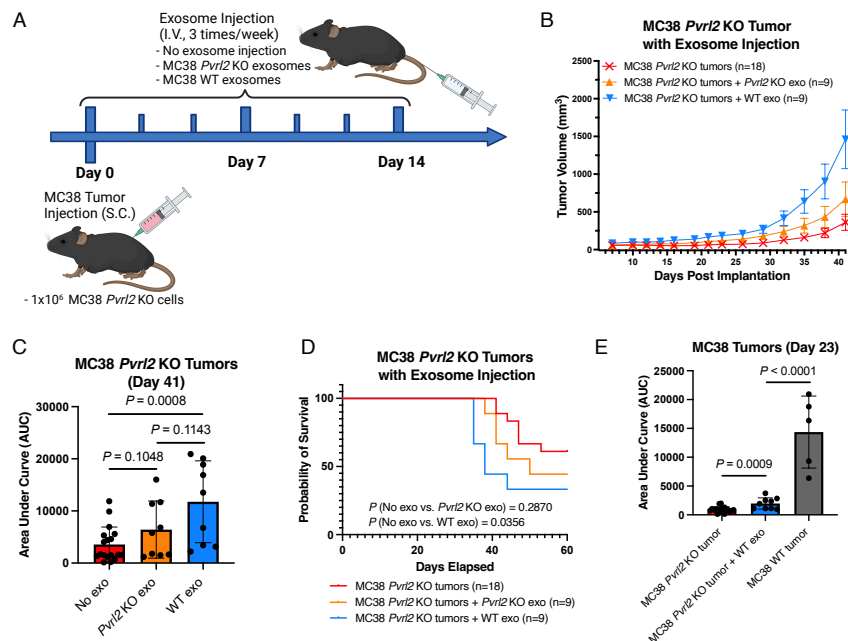 A
Exosome Injection
(I.V., 3 times/week)
- No exosome injection
- MC38 Pvrl2 KO exosomes
- MC38 WT exosomes
Day 0
Day 7
Day 14
MC38 Tumor
Injection (S.C.)
- 1x10⁶ MC38 Pvrl2 KO cells
B
MC38 Pvrl2 KO Tumor
with Exosome Injection
MC38 Pvrl2 KO tumors (n=18)
MC38 Pvrl2 KO tumors + Pvrl2 KO exo (n=9)
MC38 Pvrl2 KO tumors + WT exo (n=9)
Tumor Volume (mm³)
2500
2000
1500
1000
500
0
5 10 15 20 25 30 35 40
Days Post Implantation
C
MC38 Pvrl2 KO Tumors
(Day 41)
P = 0.0008
P = 0.1143
P = 0.1048
Area Under Curve (AUC)
30000
20000
10000
0
No exo
Pvrl2 KO exo
WT exo
D
MC38 Pvrl2 KO Tumors
with Exosome Injection
Probability of Survival
100
50
0
P (No exo vs. Pvrl2 KO exo) = 0.2870
P (No exo vs. WT exo) = 0.0356
0 20 40 60
Days Elapsed
MC38 Pvrl2 KO tumors (n=18)
MC38 Pvrl2 KO tumors + Pvrl2 KO exo (n=9)
MC38 Pvrl2 KO tumors + WT exo (n=9)
E
MC38 Tumors (Day 23)
P < 0.0001
P = 0.0009
Area Under Curve (AUC)
25000
20000
15000
10000
5000
0
MC38 Pvrl2 KO tumor
MC38 Pvrl2 KO tumor + WT exo
MC38 WT tumor